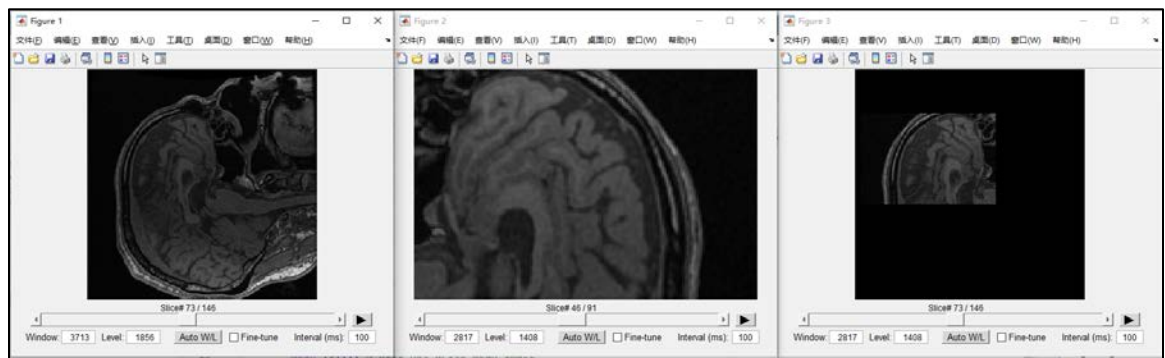 Figure 1
文件(F) 编辑(E) 查看(V) 插入(I) 工具(T) 桌面(D) 窗口(W) 帮助(H)
Slice# 73 / 146
Window: 3713 Level: 1856 Auto W/L Fine-tune Interval (ms): 100
Figure 2
文件(F) 编辑(E) 查看(V) 插入(I) 工具(T) 桌面(D) 窗口(W) 帮助(H)
Slice# 46 / 91
Window: 2817 Level: 1408 Auto W/L Fine-tune Interval (ms): 100
Figure 3
文件(F) 编辑(E) 查看(V) 插入(I) 工具(T) 桌面(D) 窗口(W) 帮助(H)
Slice# 73 / 146
Window: 2817 Level: 1408 Auto W/L Fine-tune Interval (ms): 100